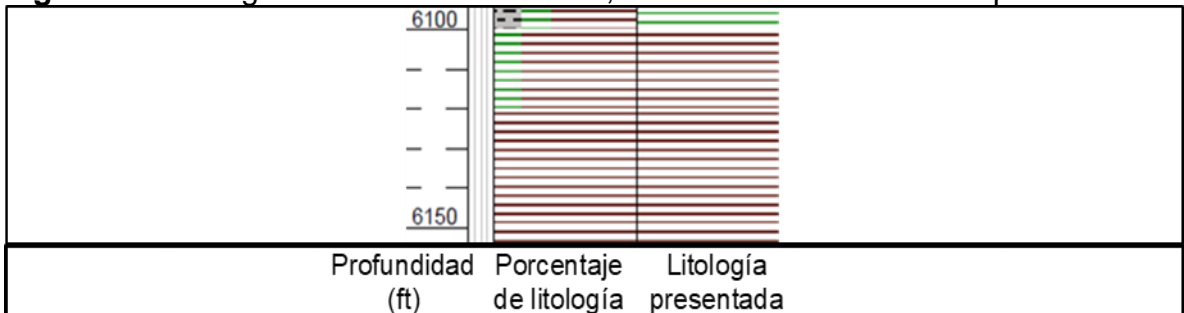 6100
6150
Profundidad Porcentaje Litología
(ft) de litología presentada